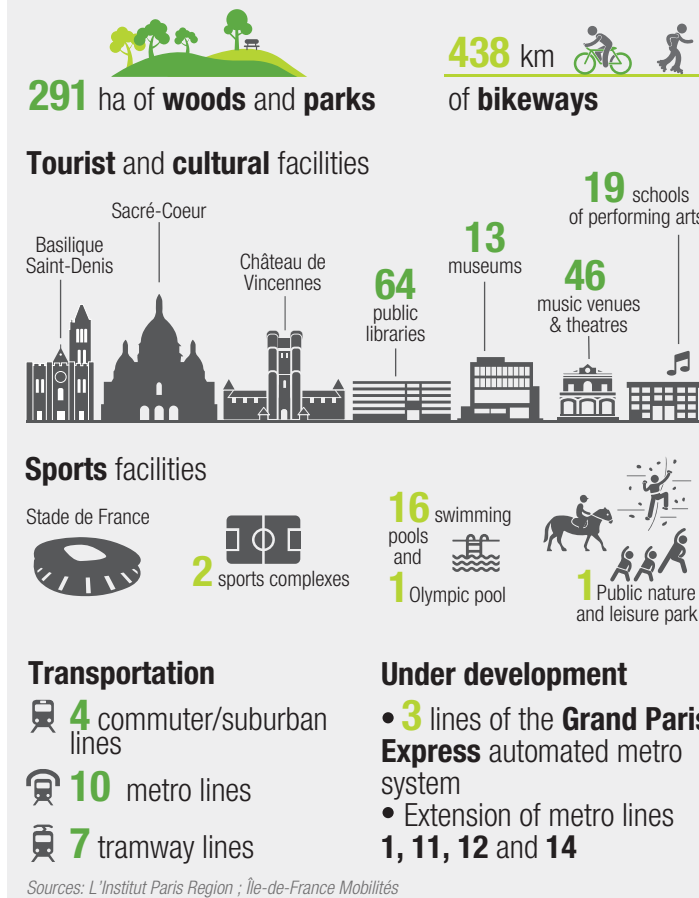 291 ha of woods and parks
438 km
of bikeways
Tourist and cultural facilities
Basilique
Saint-Denis
Sacré-Coeur
Château de
Vincennes
64
public
libraries
13
museums
46
music venues
& theatres
19 schools
of performing arts
Sports facilities
Stade de France
2 sports complexes
16 swimming
pools
and
1 Olympic pool
1 Public nature
and leisure park
Transportation
4 commuter/suburban
lines
10 metro lines
7 tramway lines
Under development
• 3 lines of the Grand Paris
Express automated metro
system
• Extension of metro lines
1, 11, 12 and 14
Sources: L'Institut Paris Region ; Île-de-France Mobilités